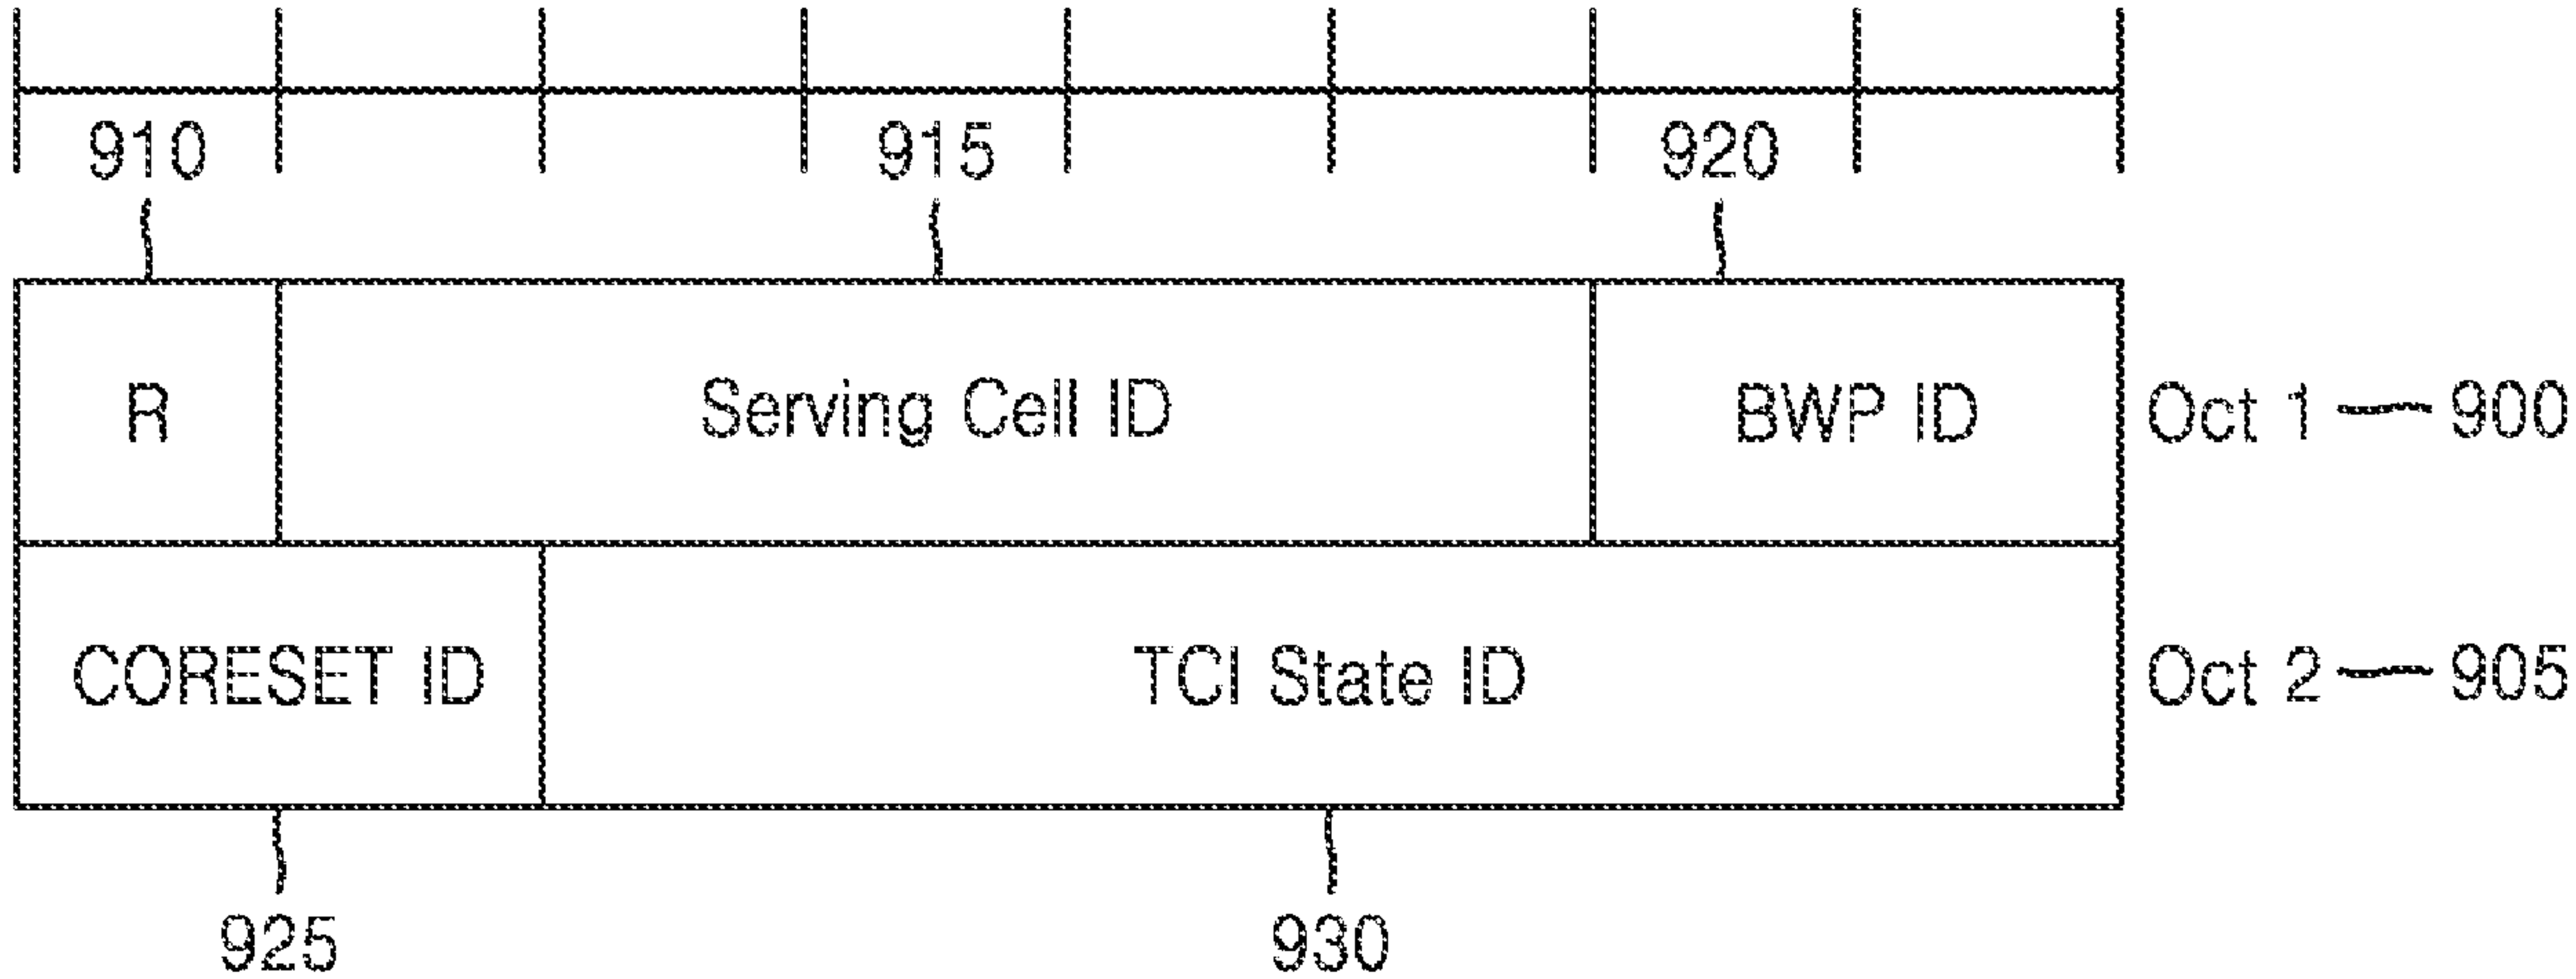 910 915 920
R Serving Cell ID BWP ID Oct 1 900
CORESET ID TCI State ID Oct 2 905
925 930